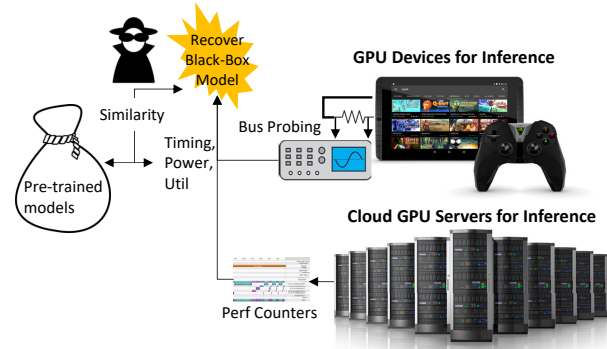 Recover
Black-Box
Model
GPU Devices for Inference
Similarity
Bus Probing
Timing,
Power,
Util
Pre-trained
models
Cloud GPU Servers for Inference
Perf Counters